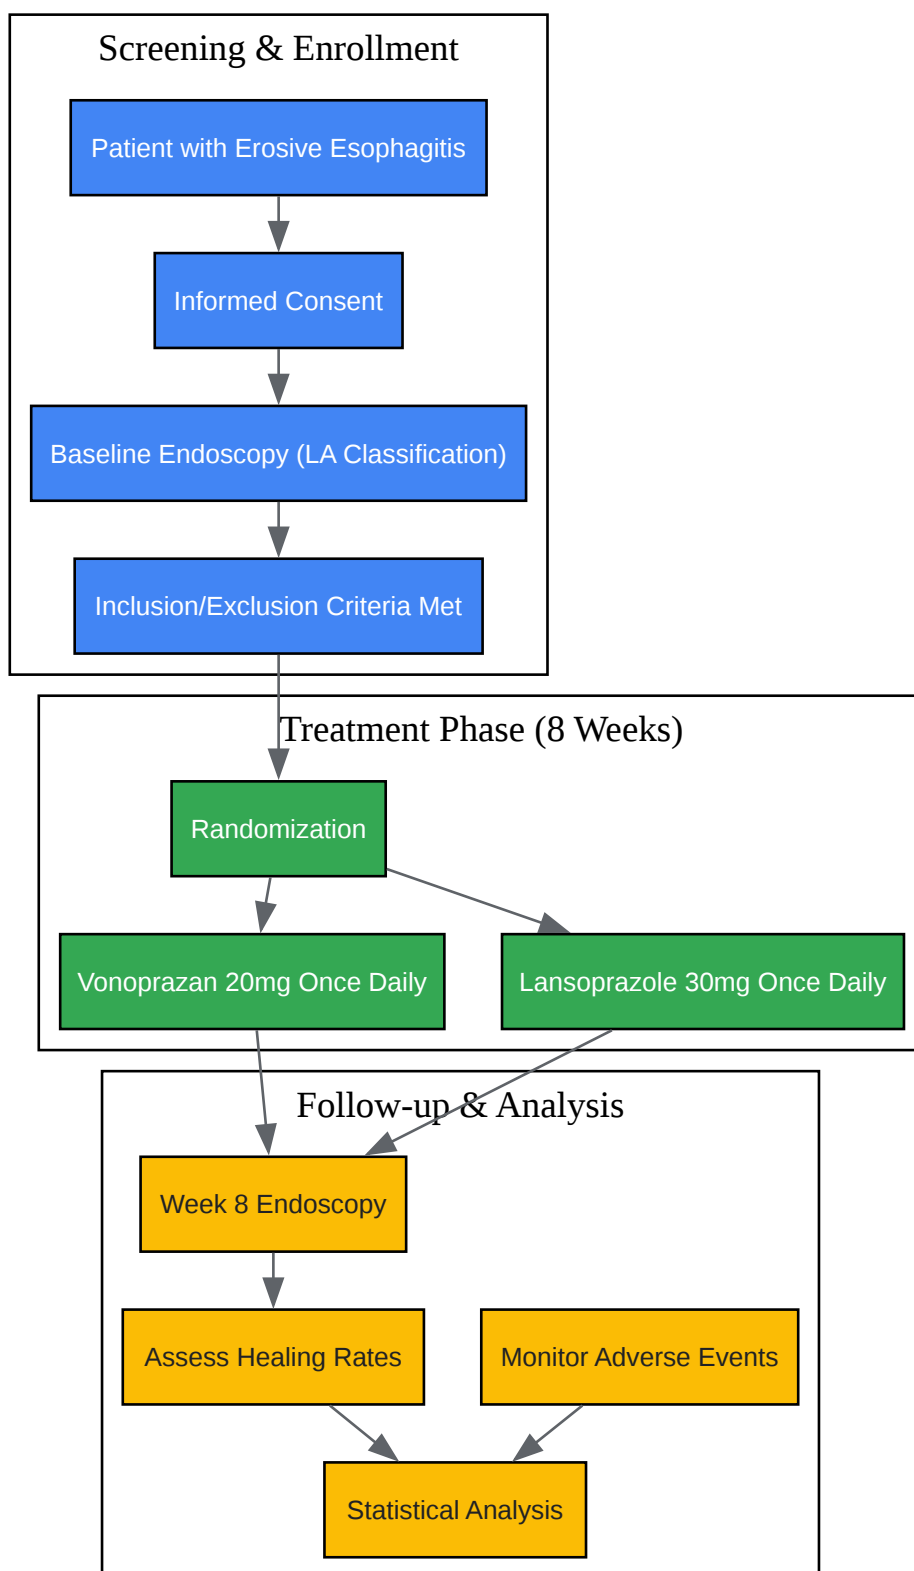 Screening & Enrollment
Patient with Erosive Esophagitis
Informed Consent
Baseline Endoscopy (LA Classification)
Inclusion/Exclusion Criteria Met
Treatment Phase (8 Weeks)
Randomization
Vonoprazan 20mg Once Daily
Lansoprazole 30mg Once Daily
Follow-up & Analysis
Week 8 Endoscopy
Assess Healing Rates
Monitor Adverse Events
Statistical Analysis